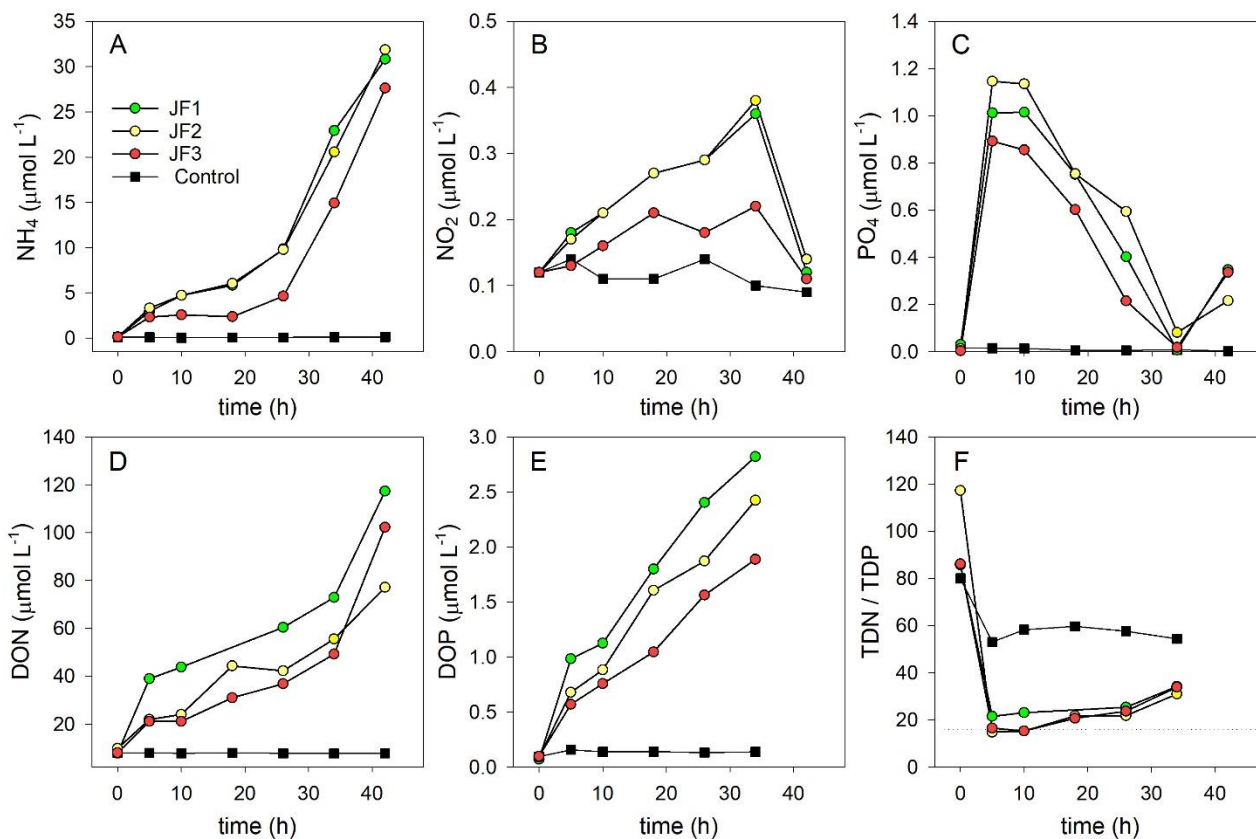 A
NH₄ (μmol L⁻¹)
35
30
25
20
15
10
5
0
JF1
JF2
JF3
Control
0 10 20 30 40
time (h)
B
NO₂ (μmol L⁻¹)
0.5
0.4
0.3
0.2
0.1
0.0
0 10 20 30 40
time (h)
C
PO₄ (μmol L⁻¹)
1.4
1.2
1.0
0.8
0.6
0.4
0.2
0.0
0 10 20 30 40
time (h)
D
DON (μmol L⁻¹)
140
120
100
80
60
40
20
0 10 20 30 40
time (h)
E
DOP (μmol L⁻¹)
3.0
2.5
2.0
1.5
1.0
0.5
0.0
0 10 20 30 40
time (h)
F
TDN / TDP
140
120
100
80
60
40
20
0
0 10 20 30 40
time (h)